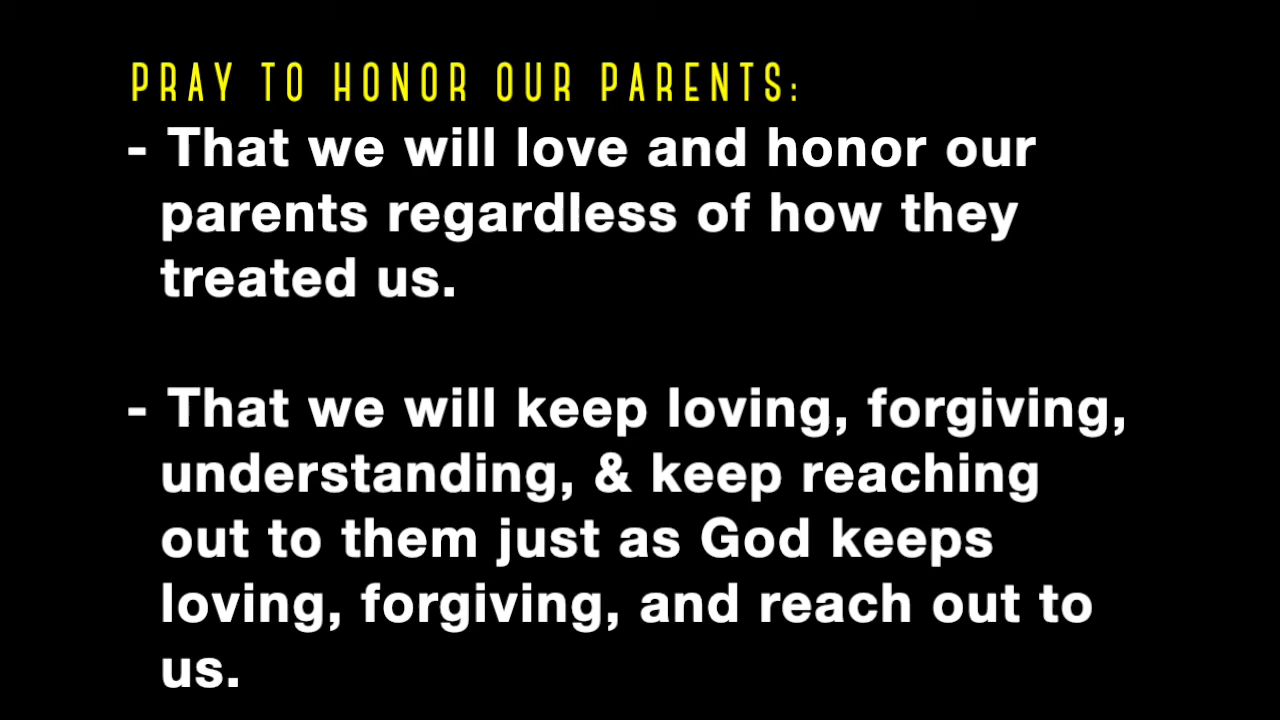 PRAY TO HONOR OUR PARENTS:
- That we will love and honor our
parents regardless of how they
treated us.
- That we will keep loving, forgiving,
understanding, & keep reaching
out to them just as God keeps
loving, forgiving, and reach out to
us.